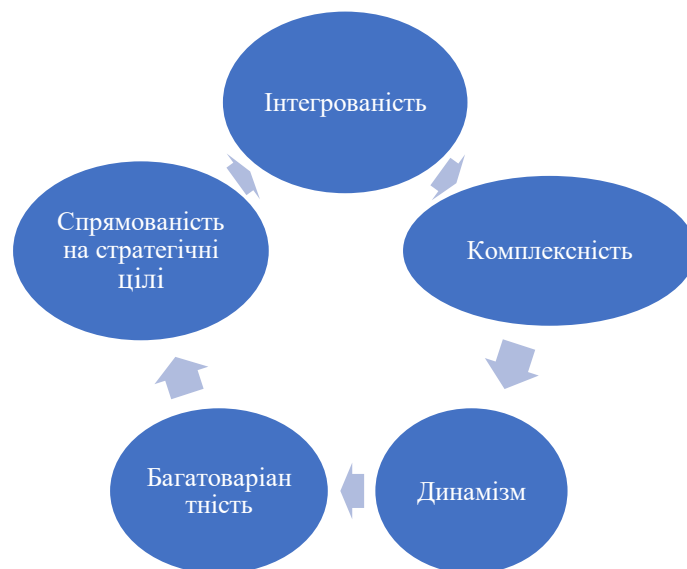 Інтегрованість
Комплексність
Динамізм
Багатоваріан
тність
Спрямованість
на стратегічні
цілі